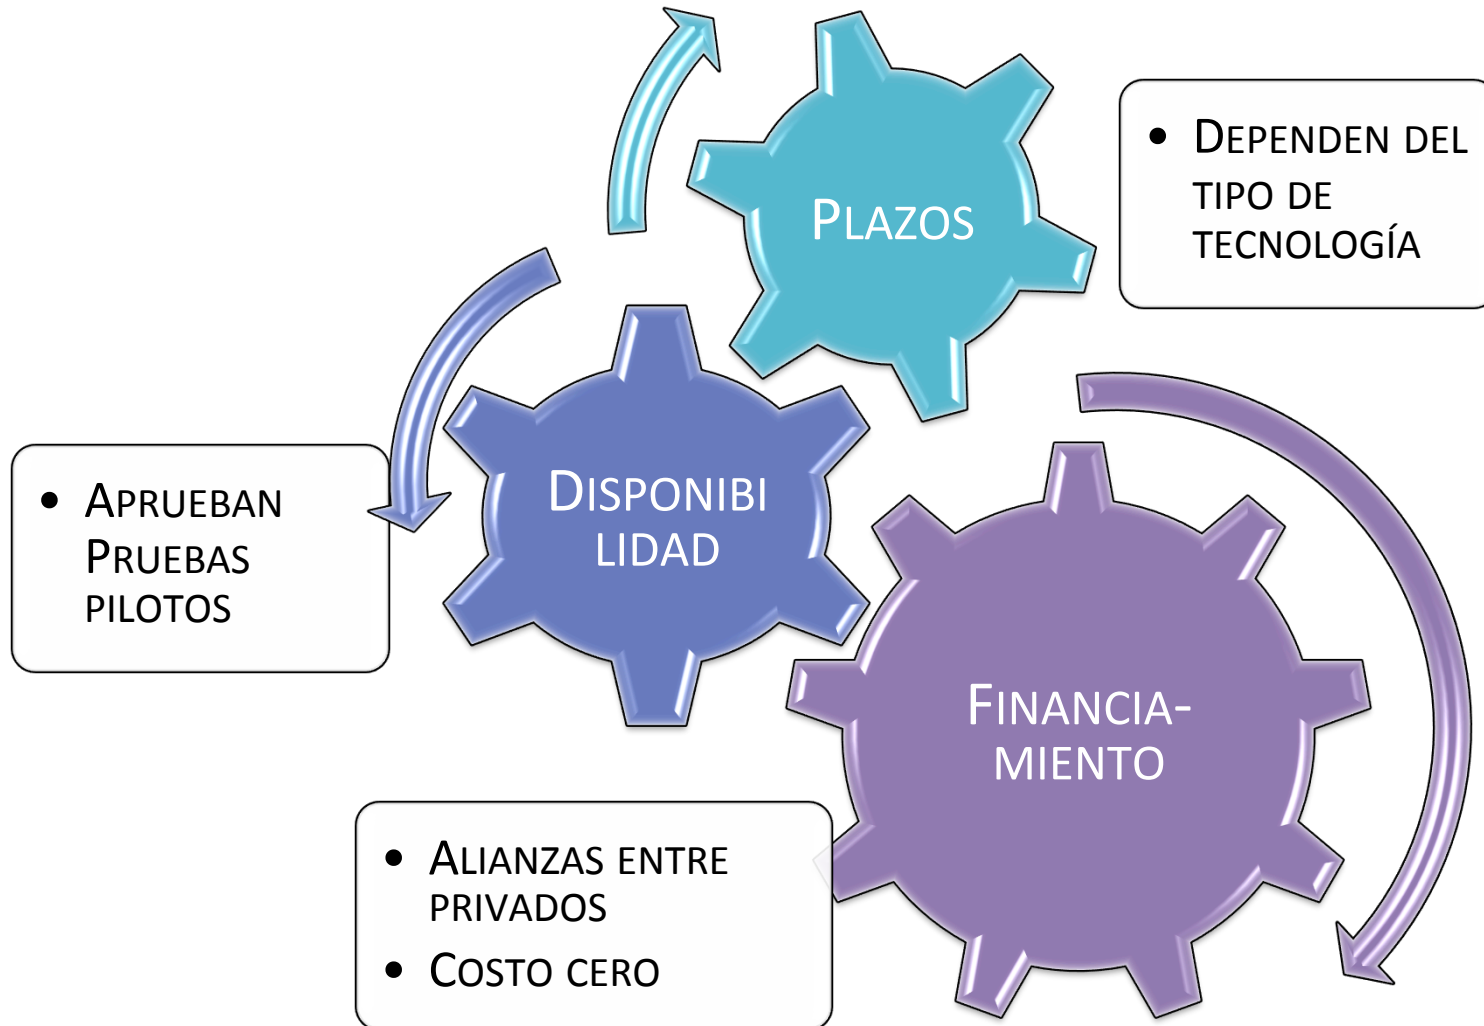 Plazos
• Dependen del
tipo de
tecnología
Disponibi
lidad
• Aprueban
Pruebas
pilotos
Financia-
miento
• Alianzas entre
privados
• Costo cero